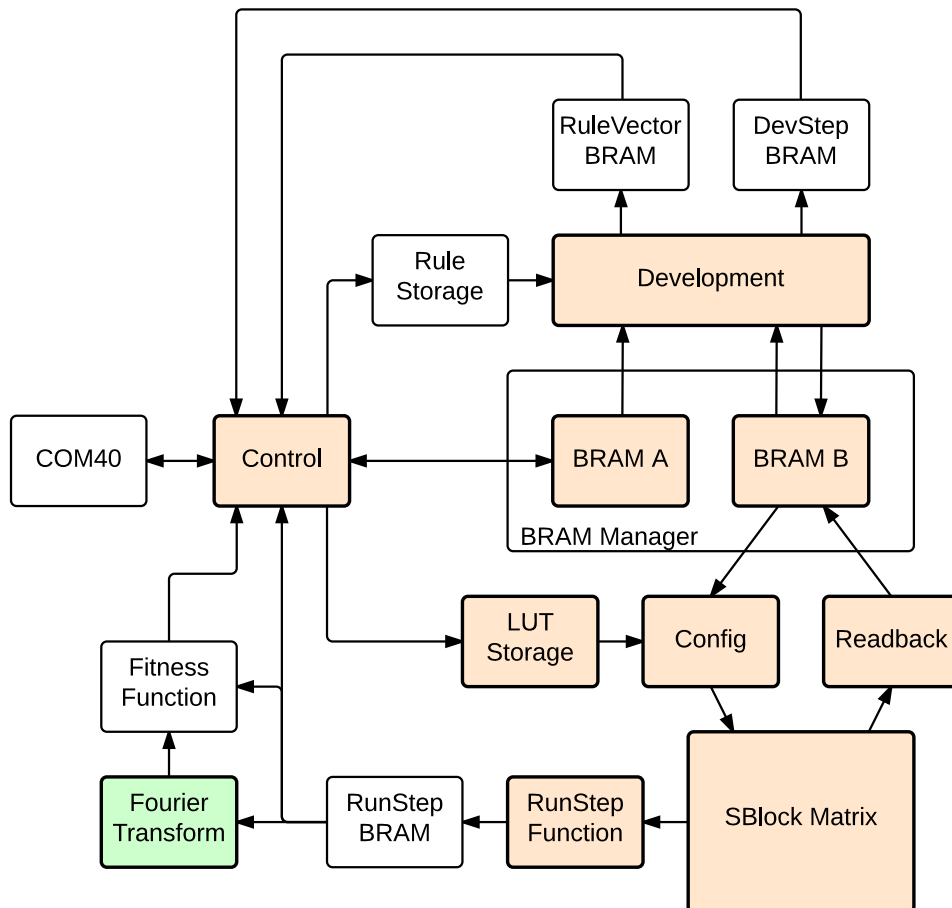 RuleVector
BRAM
DevStep
BRAM
Rule
Storage
Development
COM40
Control
BRAM A
BRAM B
BRAM Manager
LUT
Storage
Config
Readback
Fitness
Function
Fourier
Transform
RunStep
BRAM
RunStep
Function
SBlock Matrix